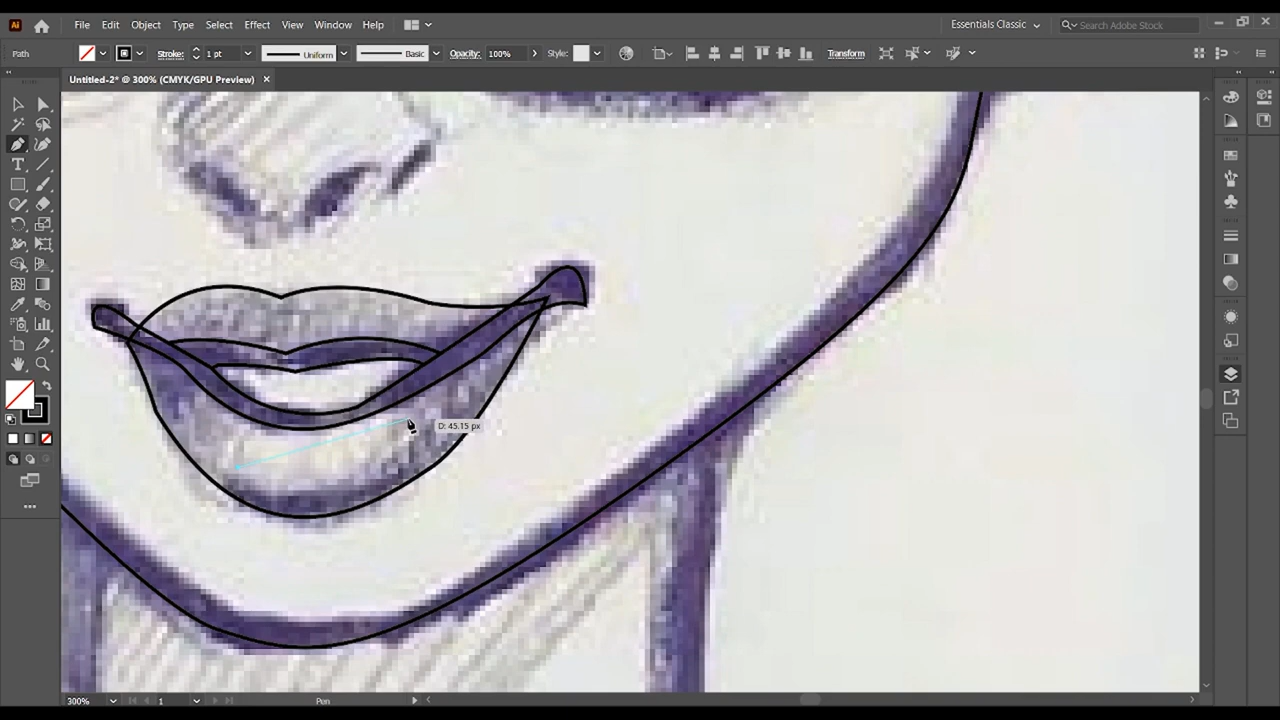 Ai File Edit Object Type Select Effect View Window Help Essentials Classic Search Adobe Stock
Path Stroke: 1 pt Uniform Basic Opacity: 100% Style: Transform
Untitled-2* @ 300% (CMYK/GPU Preview) ×
T
D: 45.15 px
300% 1 Pen